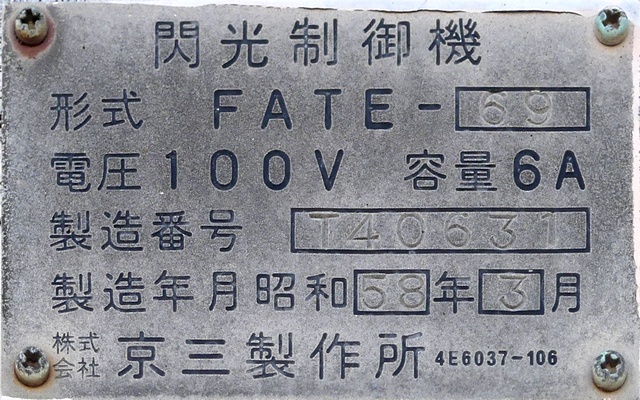 閃光制御機
形式 FATE-69
電圧100V 容量6A
製造番号 T40631
製造年月昭和58年3月
株式会社 京三製作所 4E6037-106